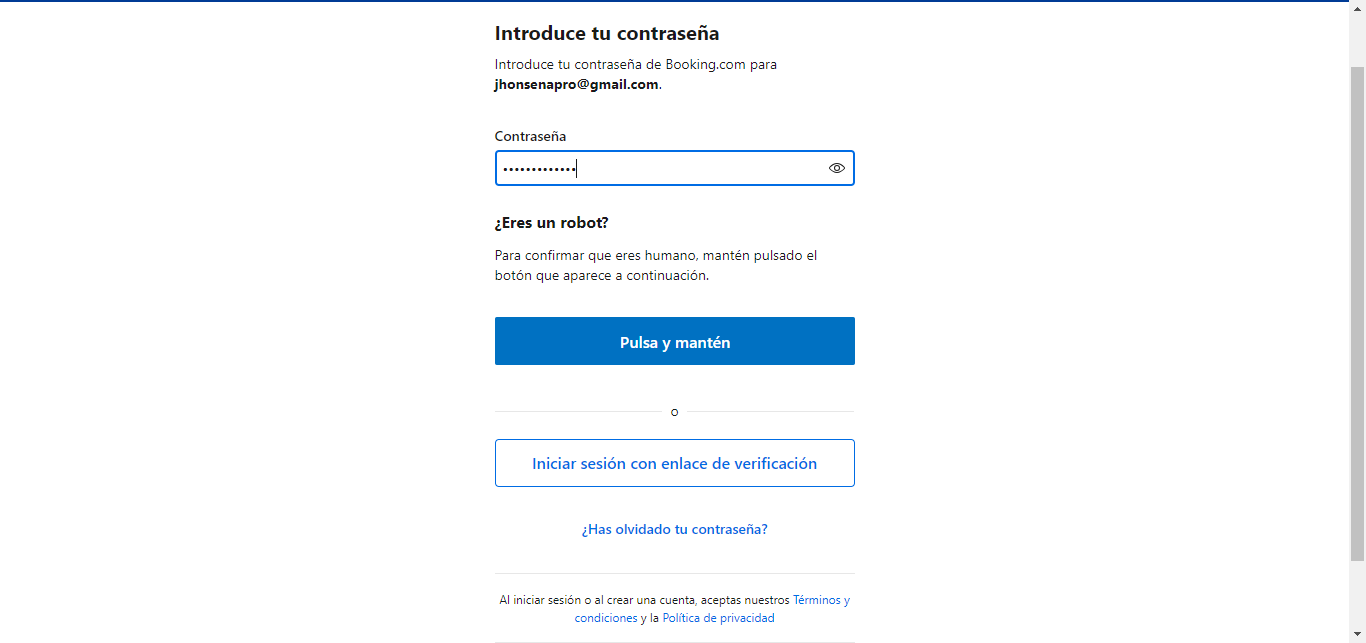 Introduce tu contraseña
Introduce tu contraseña de Booking.com para
jhonsenapro@gmail.com.
Contraseña
•••••••••••••
¿Eres un robot?
Para confirmar que eres humano, mantén pulsado el
botón que aparece a continuación.
Pulsa y mantén
o
Iniciar sesión con enlace de verificación
¿Has olvidado tu contraseña?
Al iniciar sesión o al crear una cuenta, aceptas nuestros Términos y
condiciones y la Política de privacidad